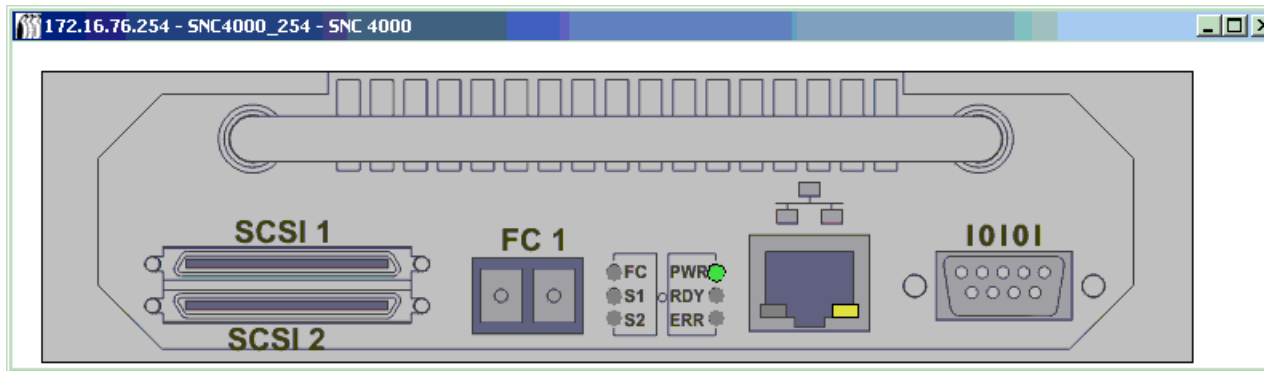 172.16.76.254 - SNC4000_254 - SNC 4000
SCSI 1
FC 1
IOIOI
FC PWR
S1 RDY
S2 ERR
SCSI 2